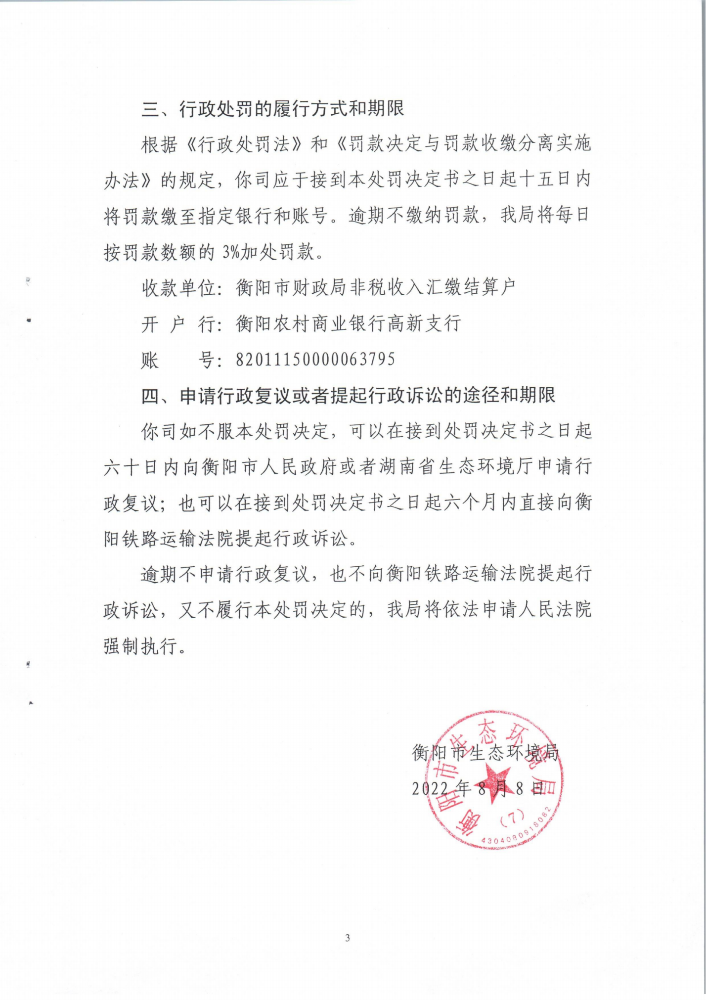 三、行政处罚的履行方式和期限
根据《行政处罚法》和《罚款决定与罚款收缴分离实施
办法》的规定，你司应于接到本处罚决定书之日起十五日内
将罚款缴至指定银行和账号。逾期不缴纳罚款，我局将每日
按罚款数额的 3%加处罚款。
收款单位：衡阳市财政局非税收入汇缴结算户
开 户 行：衡阳农村商业银行高新支行
账 号：82011150000063795
四、申请行政复议或者提起行政诉讼的途径和期限
你司如不服本处罚决定，可以在接到处罚决定书之日起
六十日内向衡阳市人民政府或者湖南省生态环境厅申请行
政复议；也可以在接到处罚决定书之日起六个月内直接向衡
阳铁路运输法院提起行政诉讼。
逾期不申请行政复议，也不向衡阳铁路运输法院提起行
政诉讼，又不履行本处罚决定的，我局将依法申请人民法院
强制执行。
衡阳市生态环境局
2022 年 8 月 8 日
衡阳市生态环境局
（7）
4304080918082
3